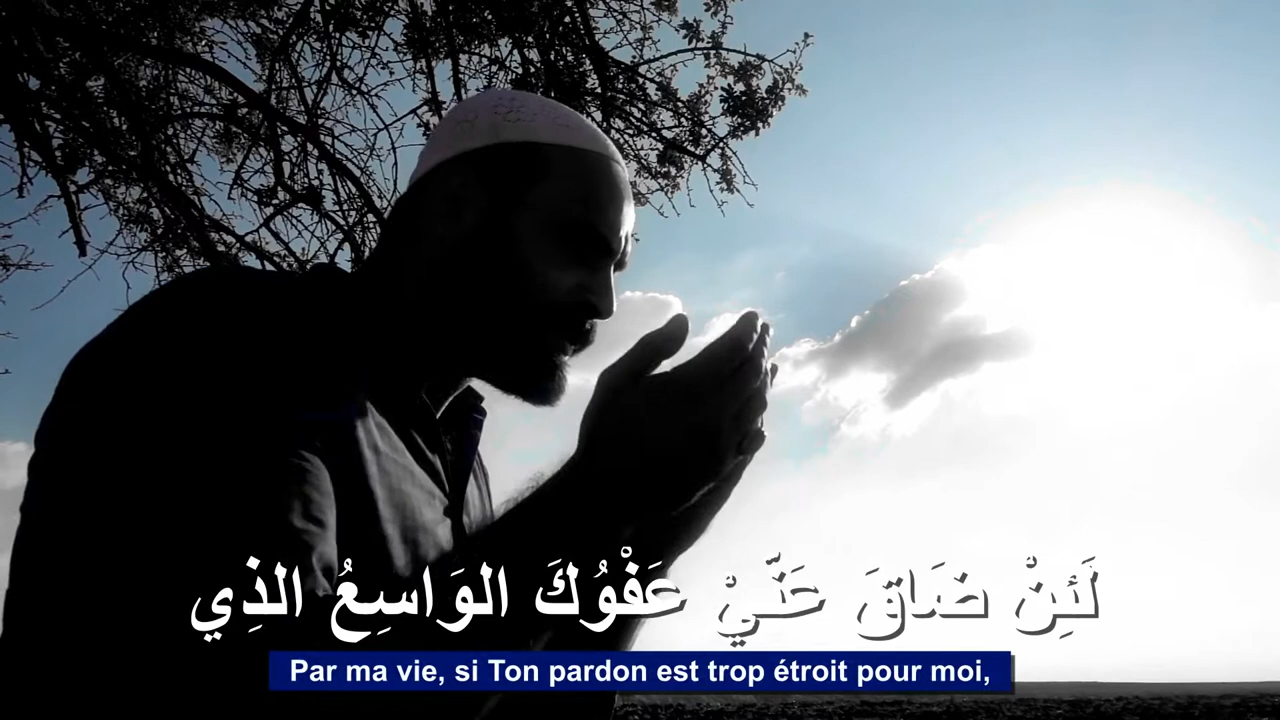 لَئِنْ ضَاقَ عَنِّيْ عَفْوُكَ الوَاسِعُ الذِي
Par ma vie, si Ton pardon est trop étroit pour moi,